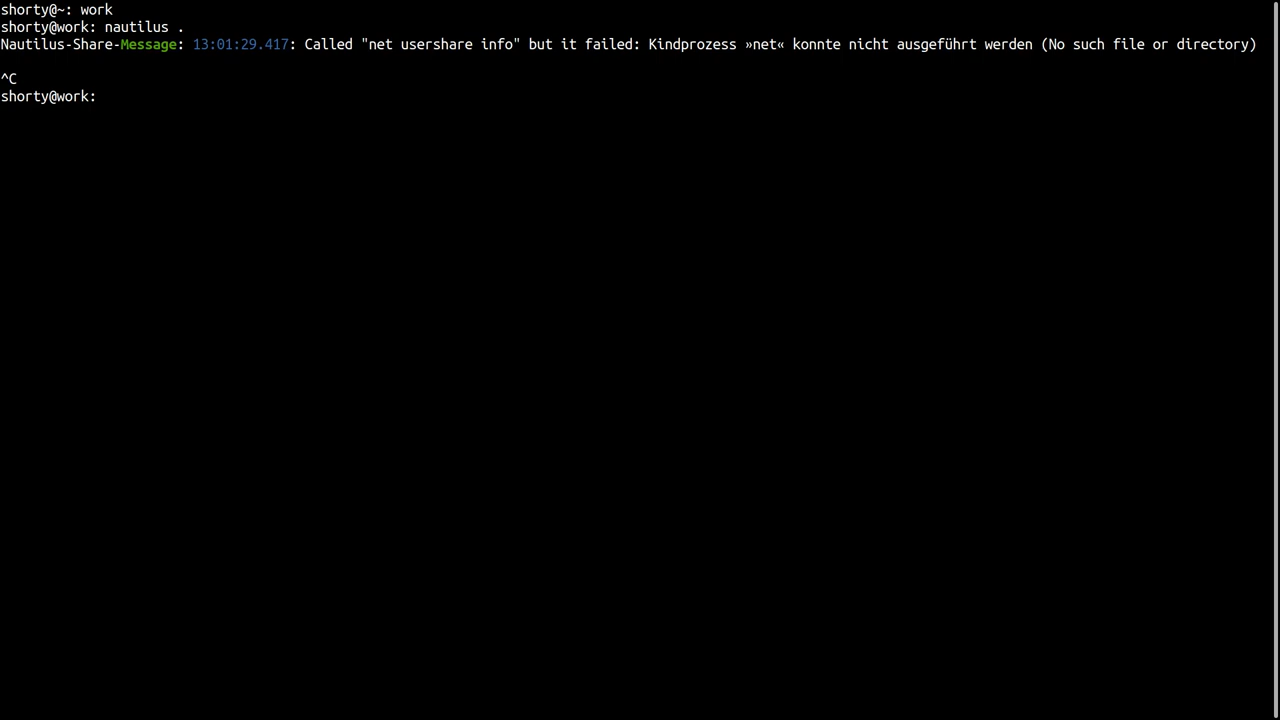 shorty@~: work
shorty@work: nautilus .
Nautilus-Share-Message: 13:01:29.417: Called "net usershare info" but it failed: Kindprozess »net« konnte nicht ausgeführt werden (No such file or directory)
^C
shorty@work: